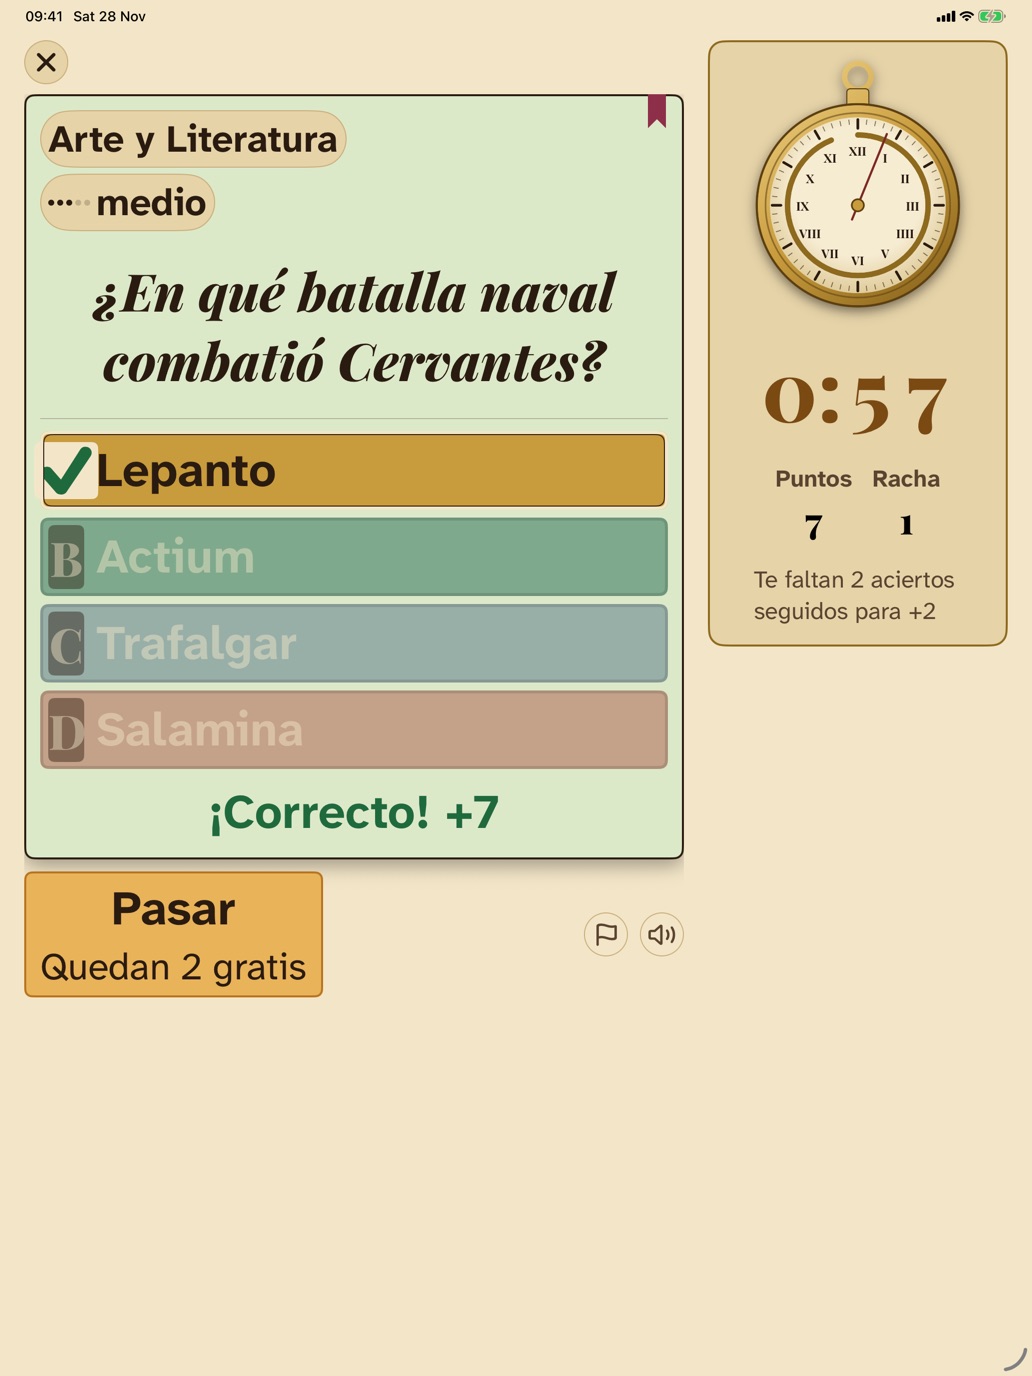 09:41 Sat 28 Nov
Arte y Literatura
medio
¿En qué batalla naval
combatió Cervantes?
Lepanto
B Actium
C Trafalgar
D Salamina
¡Correcto! +7
Pasar
Quedan 2 gratis
XII
I
II
III
IIII
V
VI
VII
VIII
IX
X
XI
0:57
Puntos Racha
7 1
Te faltan 2 aciertos
seguidos para +2